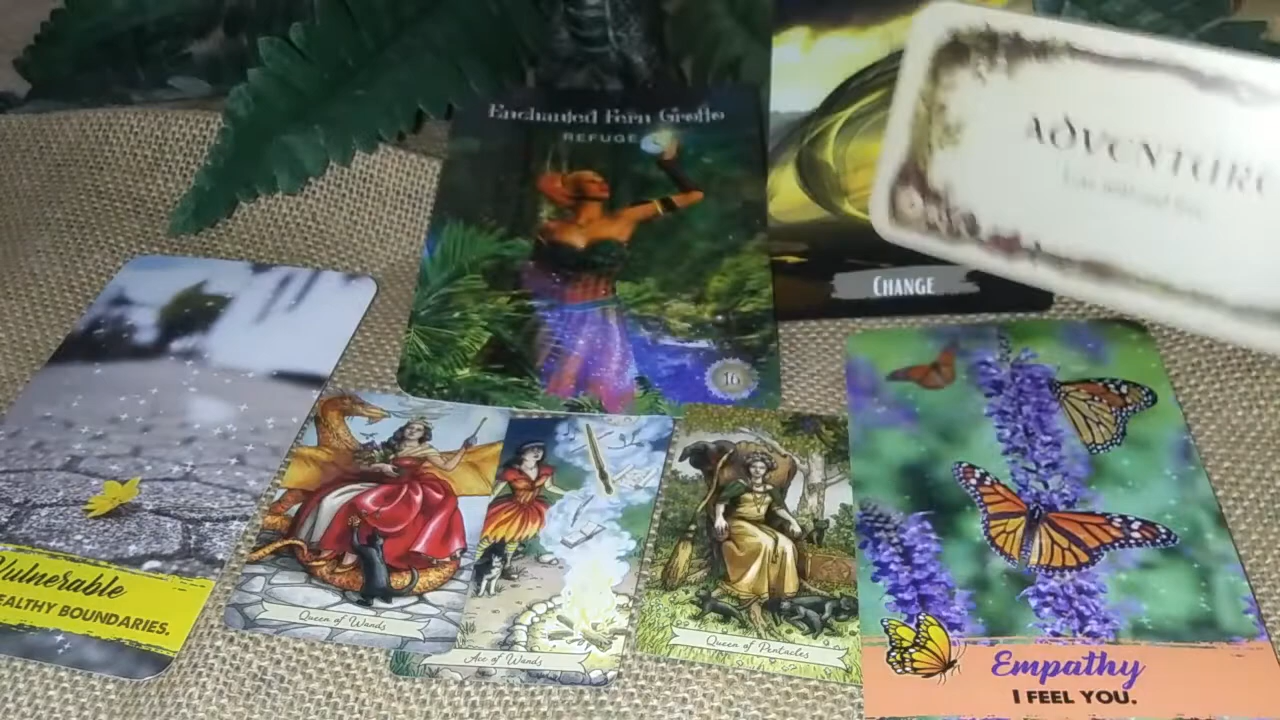 Enchanted Fern Grotto
REFUGE
16
CHANGE
ADVENTURE
Vulnerable
HEALTHY BOUNDARIES.
Queen of Wands
Ace of Wands
Queen of Pentacles
Empathy
I FEEL YOU.